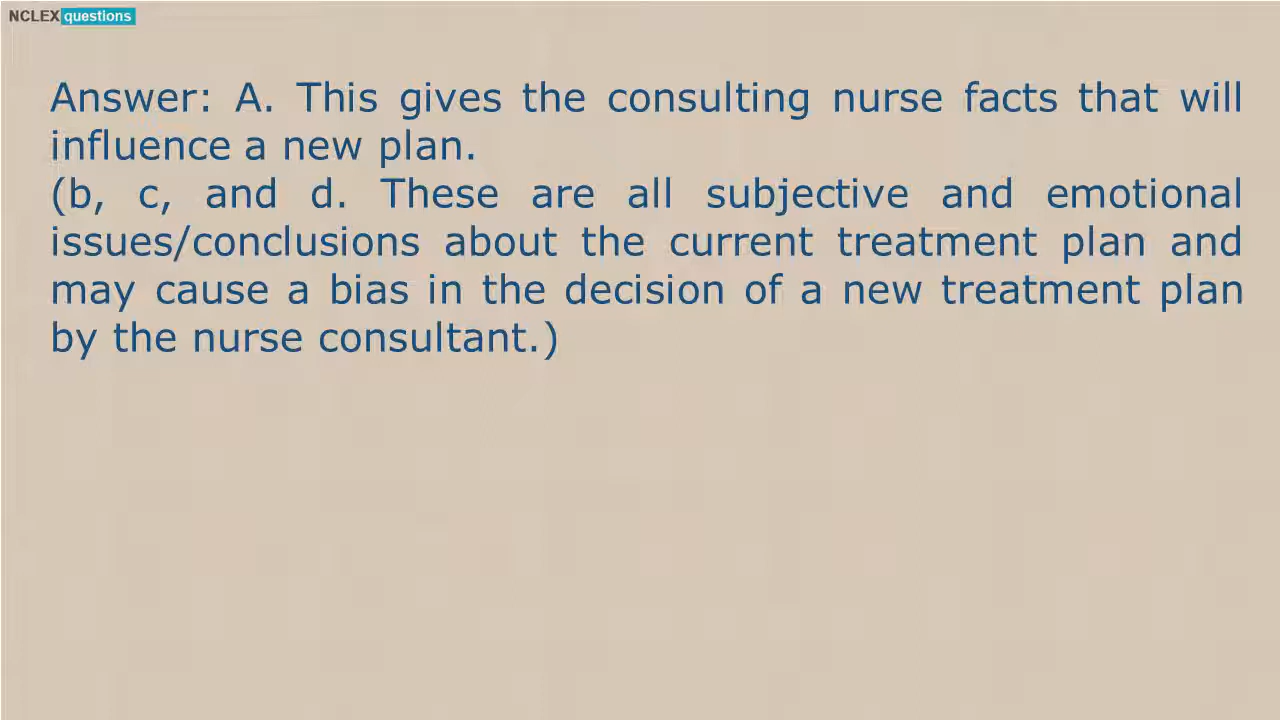 NCLEX questions
Answer: A. This gives the consulting nurse facts that will
influence a new plan.
(b, c, and d. These are all subjective and emotional
issues/conclusions about the current treatment plan and
may cause a bias in the decision of a new treatment plan
by the nurse consultant.)